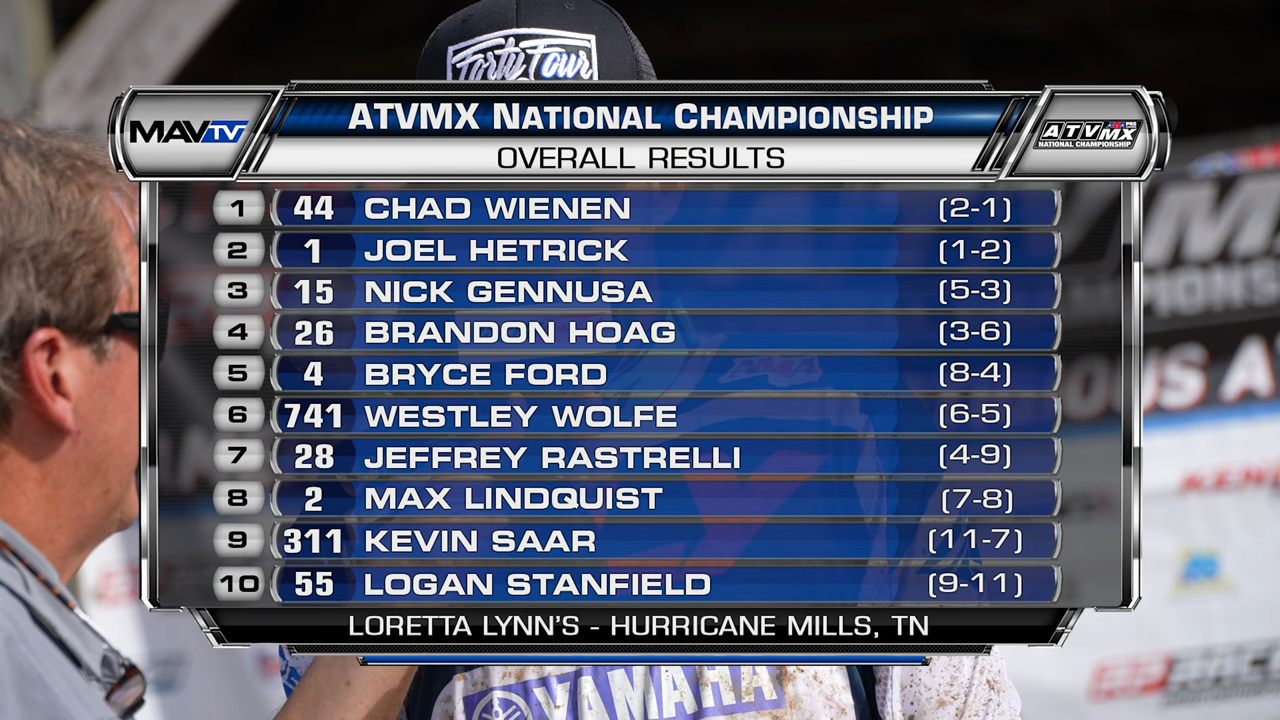 Forty Four
MAVTV
ATVMX NATIONAL CHAMPIONSHIP
ATVMX
NATIONAL CHAMPIONSHIP
OVERALL RESULTS
1 44 CHAD WIENEN (2-1)
2 1 JOEL HETRICK (1-2)
3 15 NICK GENNUSA (5-3)
4 26 BRANDON HOAG (3-6)
5 4 BRYCE FORD (8-4)
6 741 WESTLEY WOLFE (6-5)
7 28 JEFFREY RASTRELLI (4-9)
8 2 MAX LINDQUIST (7-8)
9 311 KEVIN SAAR (11-7)
10 55 LOGAN STANFIELD (9-11)
LORETTA LYNN'S - HURRICANE MILLS, TN
YAMAHA